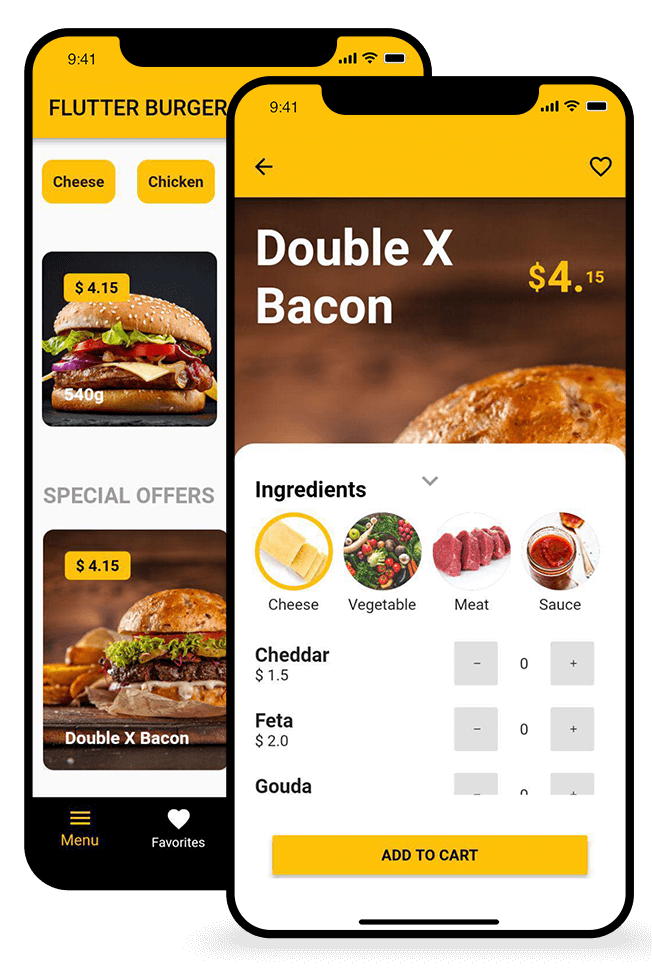 9:41
FLUTTER BURGER
Cheese
Chicken
$ 4.15
540g
SPECIAL OFFERS
$ 4.15
Double X Bacon
Menu
Favorites
9:41
Double X
Bacon
$4.15
Ingredients
Cheese
Vegetable
Meat
Sauce
Cheddar
$ 1.5
− 0 +
Feta
$ 2.0
− 0 +
Gouda
− 0 +
ADD TO CART